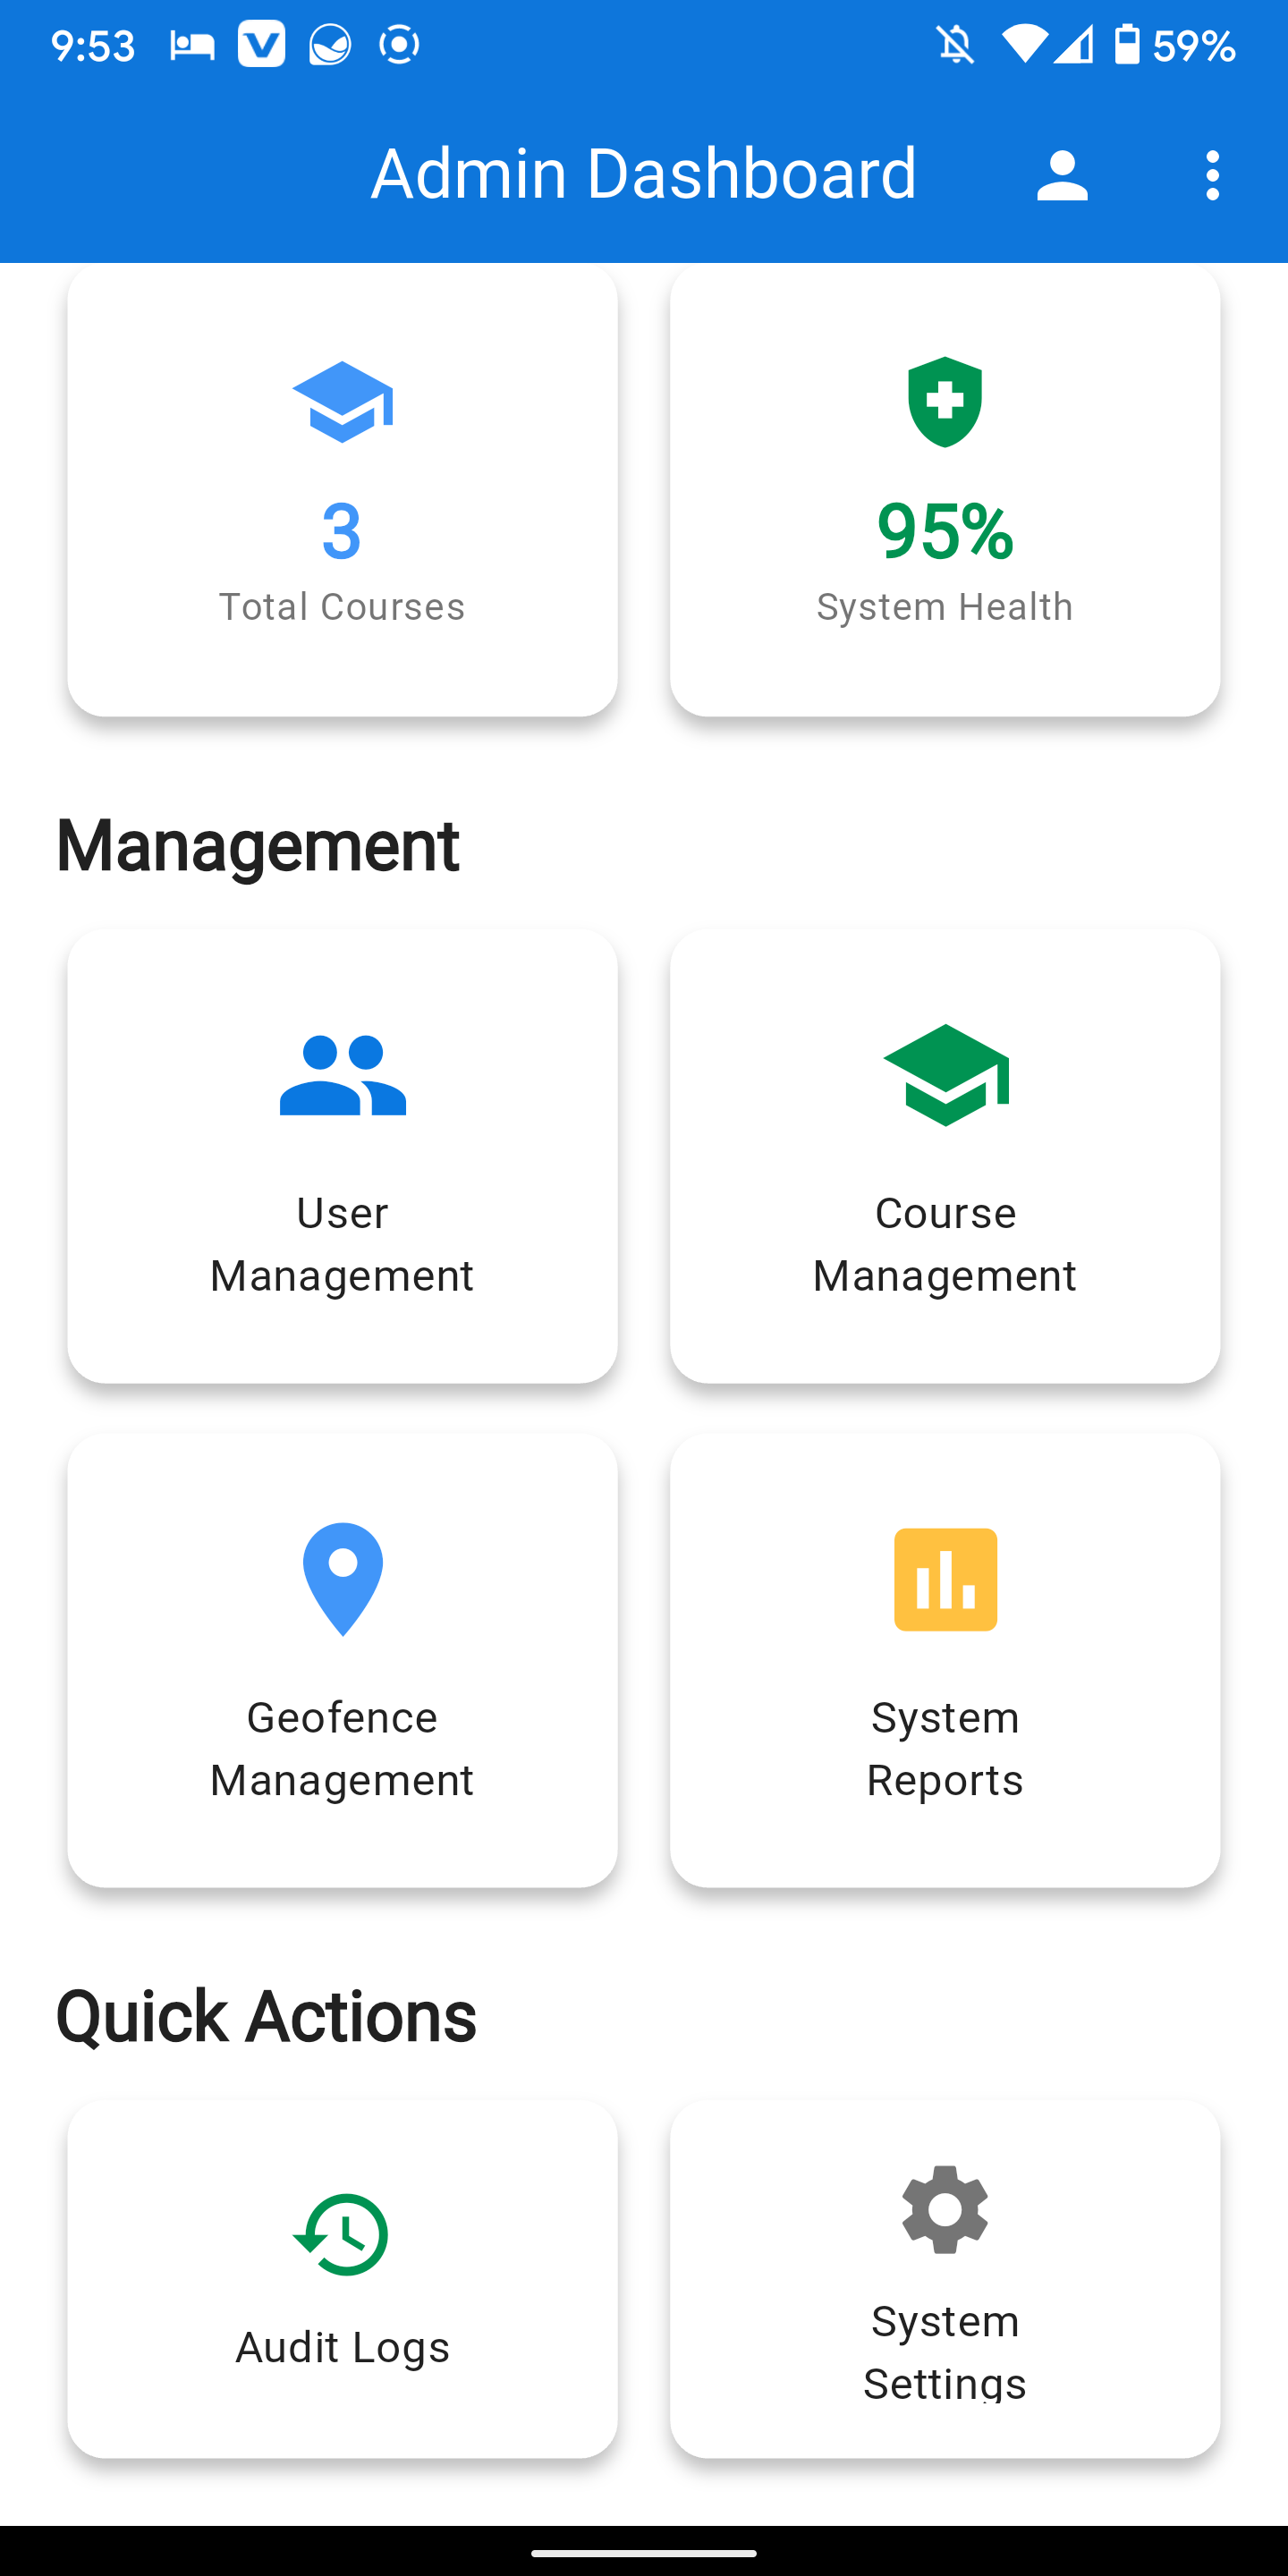 9:53
59%
Admin Dashboard
3
Total Courses
95%
System Health
Management
User
Management
Course
Management
Geofence
Management
System
Reports
Quick Actions
Audit Logs
System
Settings